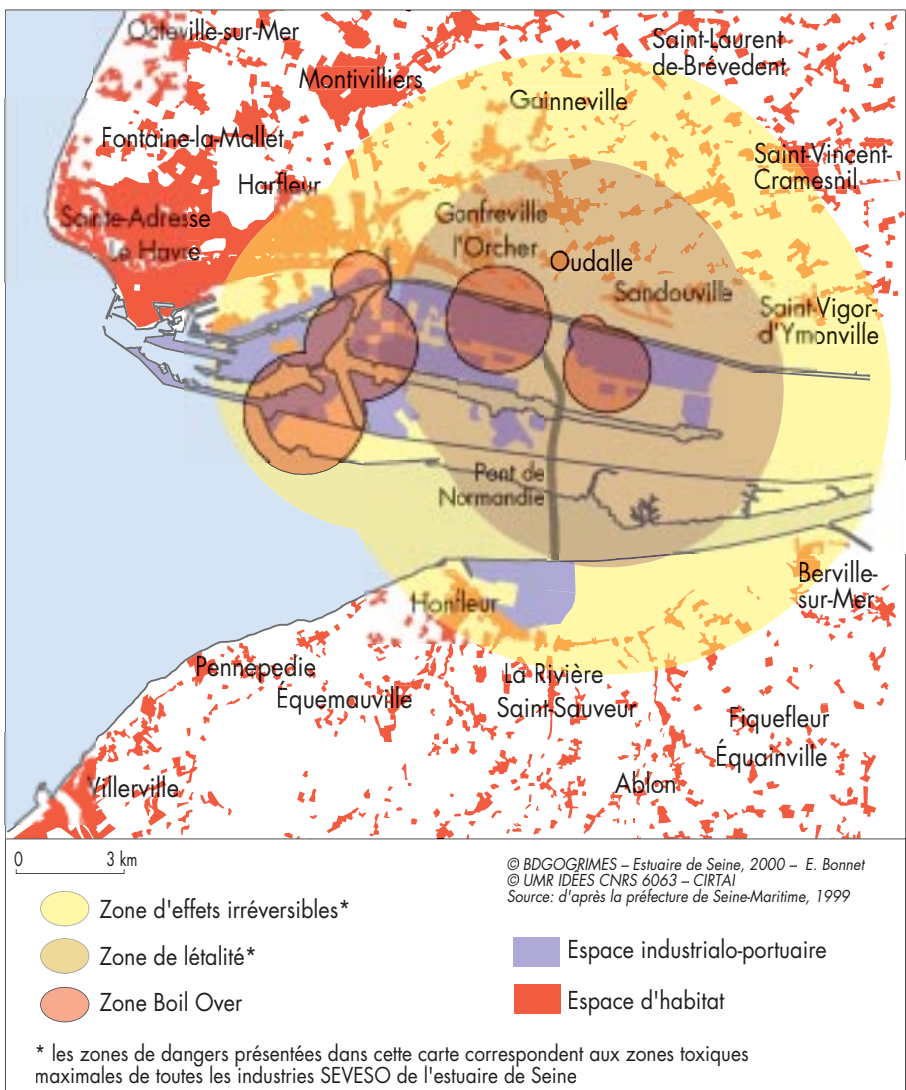 Octeville-sur-Mer
Saint-Laurent
de-Brévedent
Montivilliers
Gainneville
Fontaine-la-Mallet
Saint-Vincent-
Cramesnil
Harfleur
Sainte-Adresse
Gonfreville
l'Orcher
Le Havre
Oudalle
Sandouville
Saint-Vigor-
d'Ymonville
Pont de
Normandie
Berville-
sur-Mer
Honfleur
Pennepedie
La Rivière
Saint-Sauveur
Équemauville
Fiquefleur
Équainville
Villerville
Ablon
0 3 km
© BDGOGRIMES – Estuaire de Seine, 2000 – E. Bonnet
© UMR IDÉES CNRS 6063 – CIRTAI
Source: d'après la préfecture de Seine-Maritime, 1999
Zone d'effets irréversibles*
Zone de létalité*
Zone Boil Over
Espace industrialo-portuaire
Espace d'habitat
* les zones de dangers présentées dans cette carte correspondent aux zones toxiques
maximales de toutes les industries SEVESO de l'estuaire de Seine